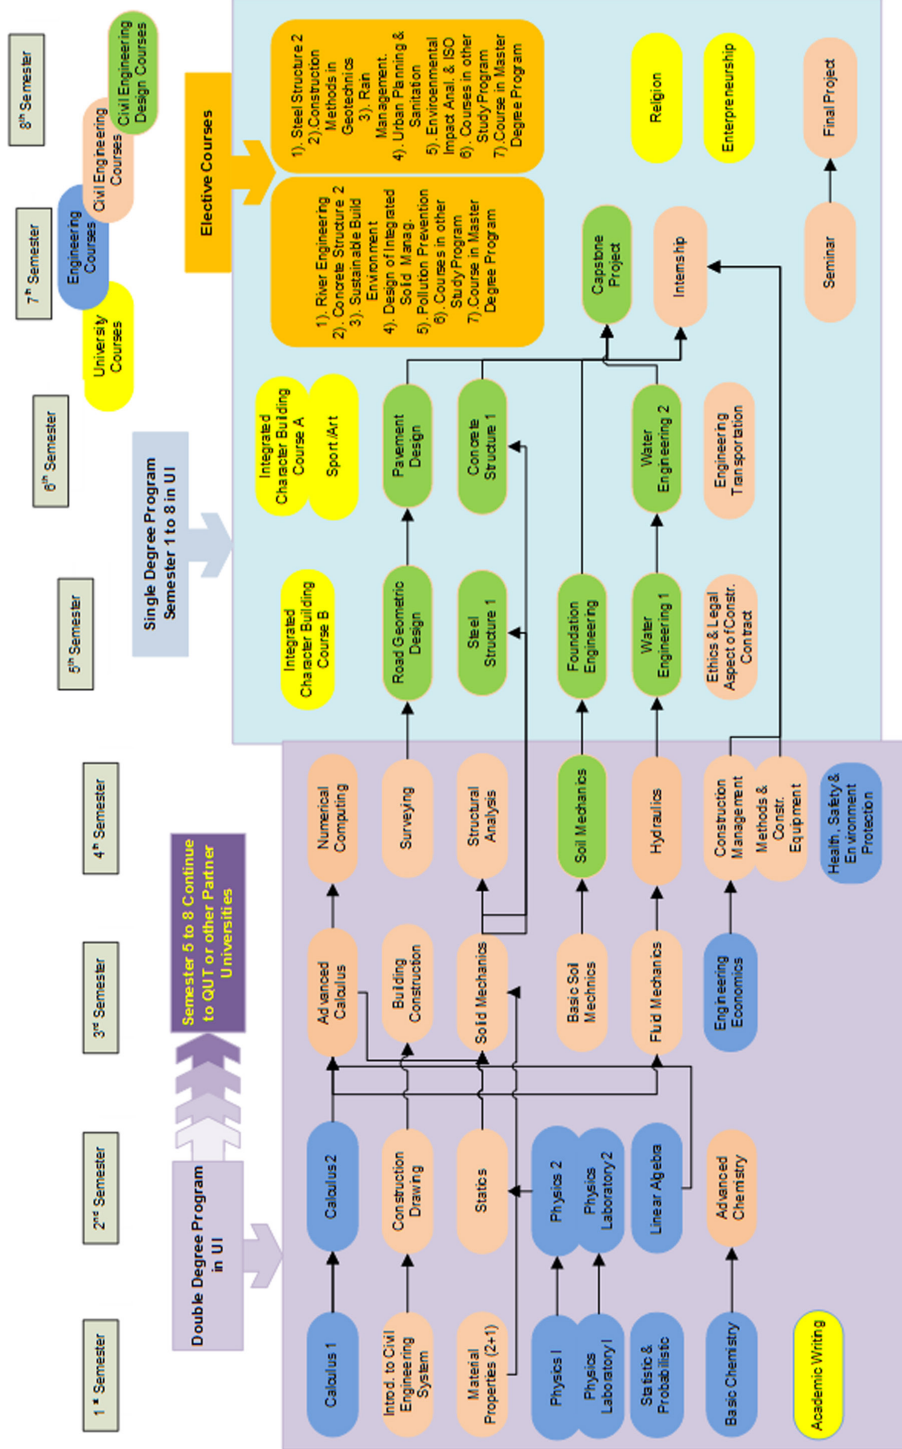 1st Semester
2nd Semester
3rd Semester
4th Semester
5th Semester
6th Semester
7th Semester
8th Semester
University
Courses
Engineering
Courses
Civil Engineering
Courses
Civil Engineering
Design Courses
Double Degree Program
in UI
Semester 5 to 8 Continue
to QUT or other Partner
Universities
Single Degree Program
Semester 1 to 8 in UI
Elective Courses
Calculus 1
Introd. to Civil
Engineering
System
Material
Properties (2+1)
Physics I
Physics
Laboratory I
Statistic &
Probabilistic
Basic Chemistry
Academic Writing
Calculus 2
Construction
Drawing
Statics
Physics 2
Physics
Laboratory 2
Linear Algebra
Advanced
Chemistry
Advanced
Calculus
Building
Construction
Solid Mechanics
Basic Soil
Mechnics
Fluid Mechanics
Engineering
Economics
Numerical
Computing
Surveying
Structural
Analysis
Soil Mechanics
Hydraulics
Construction
Management
Methods &
Constr.
Equipment
Health, Safety &
Environment
Protection
Integrated
Character Building
Course B
Road Geometric
Design
Steel
Structure 1
Foundation
Engineering
Water
Engineering 1
Ethics & Legal
Aspect of Constr.
Contract
Integrated
Character Building
Course A
Sport /Art
Pavement
Design
Concrete
Structure 1
Water
Engineering 2
Engineering
Transportation
1). River Engineering
2). Concrete Structure 2
3). Sustainable Build
Environment
4). Design of Integrated
Solid Manag.
5). Pollution Prevention
6). Courses in other
Study Program
7).Course in Master
Degree Program
Capstone
Project
Internship
Seminar
1). Steel Structure 2
2).Construction
Methods in
Geotechnics
3). Rain
Management.
4). Urban Planning &
Sanitation
5). Enviroenmental
Impact Anal. & ISO
6). Courses in other
Study Program
7). Course in Master
Degree Program
Religion
Enterpreneurship
Final Project